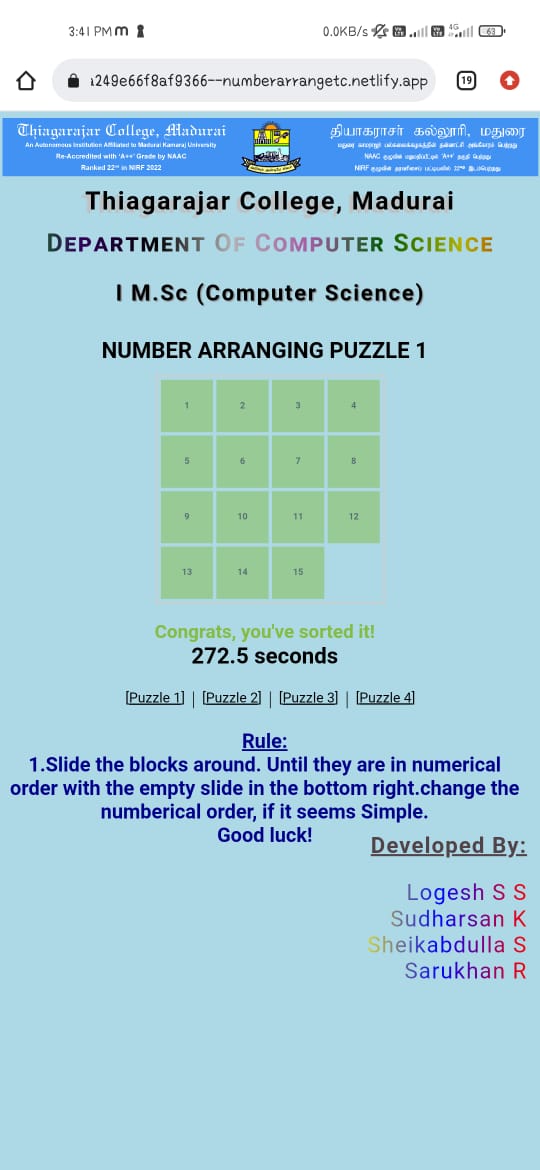 3:41 PM
0.0KB/s
4G
63
a249e66f8af9366--numberarrangetc.netlify.app
19
Thiagarajar College, Madurai
An Autonomous Institution Affiliated to Madurai Kamaraj University
Re-Accredited with 'A++' Grade by NAAC
Ranked 22nd in NIRF 2022
தியாகராசர் கல்லூரி, மதுரை
Thiagarajar College, Madurai
Department Of Computer Science
I M.Sc (Computer Science)
NUMBER ARRANGING PUZZLE 1
1 2 3 4
5 6 7 8
9 10 11 12
13 14 15
Congrats, you've sorted it!
272.5 seconds
[Puzzle 1] | [Puzzle 2] | [Puzzle 3] | [Puzzle 4]
Rule:
1.Slide the blocks around. Until they are in numerical
order with the empty slide in the bottom right.change the
numberical order, if it seems Simple.
Good luck!
Developed By:
Logesh S S
Sudharsan K
Sheikabdulla S
Sarukhan R